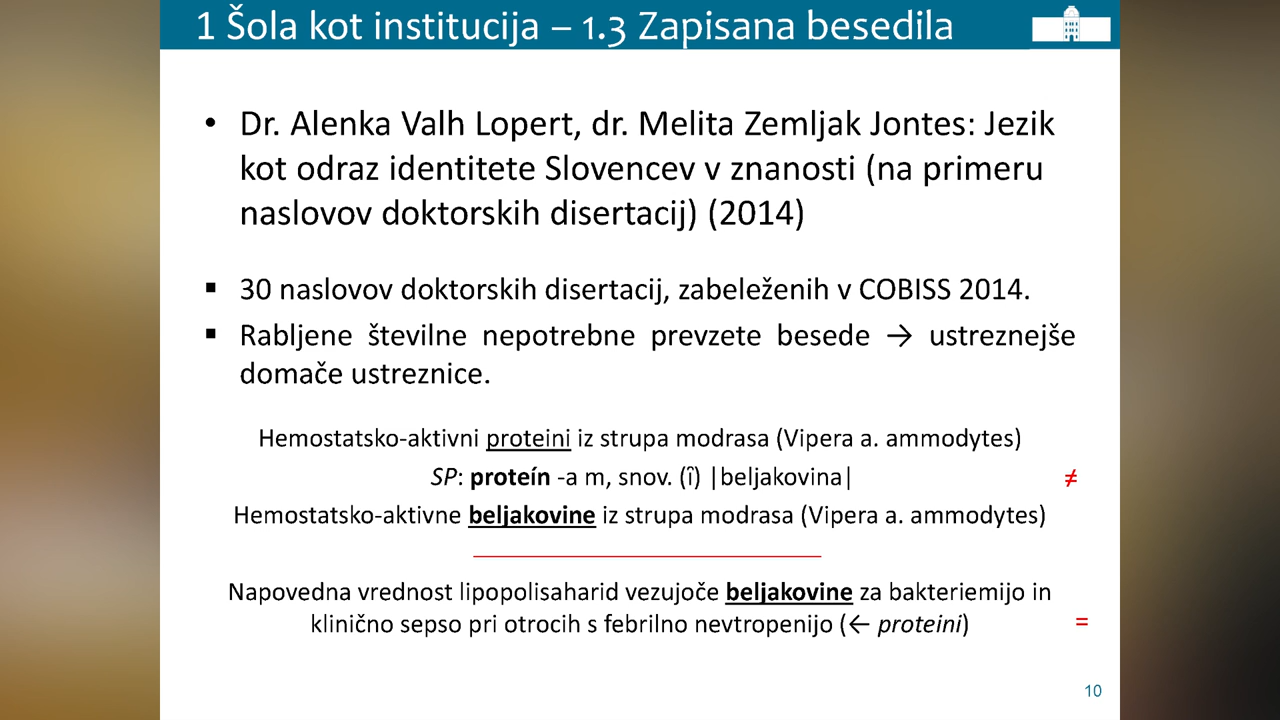 1 Šola kot institucija – 1.3 Zapisana besedila
• Dr. Alenka Valh Lopert, dr. Melita Zemljak Jontes: Jezik
kot odraz identitete Slovencev v znanosti (na primeru
naslovov doktorskih disertacij) (2014)
▪ 30 naslovov doktorskih disertacij, zabeleženih v COBISS 2014.
▪ Rabljene številne nepotrebne prevzete besede → ustreznejše
domače ustreznice.
Hemostatsko-aktivni proteini iz strupa modrasa (Vipera a. ammodytes)
SP: proteín -a m, snov. (ȋ) |beljakovina| ≠
Hemostatsko-aktivne beljakovine iz strupa modrasa (Vipera a. ammodytes)
Napovedna vrednost lipopolisaharid vezujoče beljakovine za bakteriemijo in
klinično sepso pri otrocih s febrilno nevtropenijo (← proteini) =
10